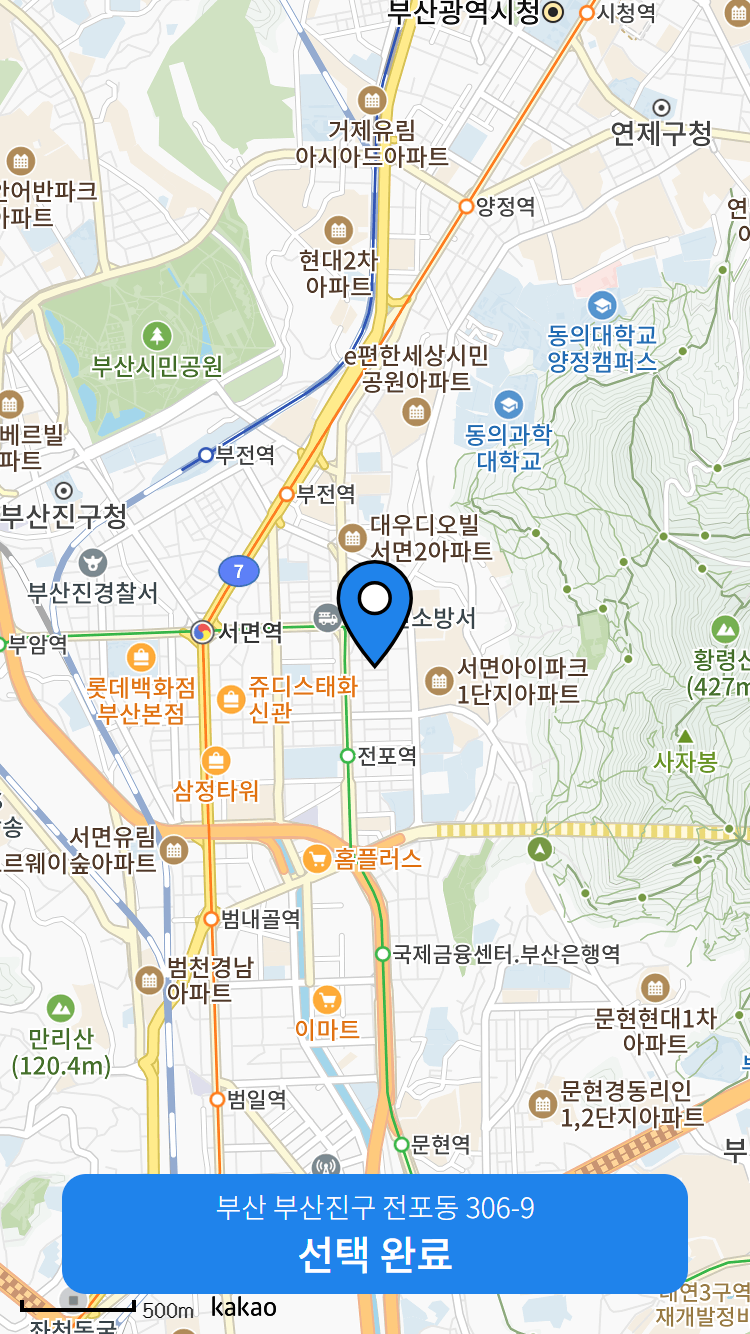 부산광역시청
시청역
연제구청
거제유림
아시아드아파트
양정역
현대2차
아파트
동의대학교
양정캠퍼스
부산시민공원
e편한세상시민
공원아파트
동의과학
대학교
부전역
부전역
부산진구청
대우디오빌
서면2아파트
7
부산진경찰서
소방서
서면역
부암역
롯데백화점
부산본점
쥬디스태화
신관
서면아이파크
1단지아파트
황령산
(427m
전포역
사자봉
삼정타워
서면유림
르웨이숲아파트
홈플러스
범내골역
국제금융센터.부산은행역
범천경남
아파트
이마트
문현현대1차
아파트
만리산
(120.4m)
범일역
문현경동리인
1,2단지아파트
문현역
부산 부산진구 전포동 306-9
선택 완료
500m
kakao